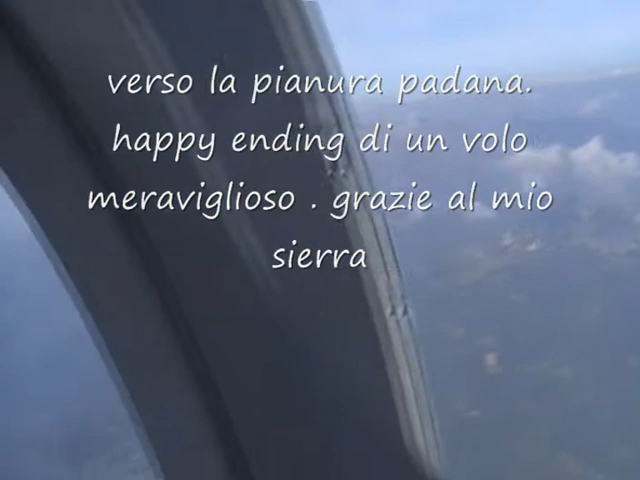 verso la pianura padana.
happy ending di un volo
meraviglioso . grazie al mio
sierra